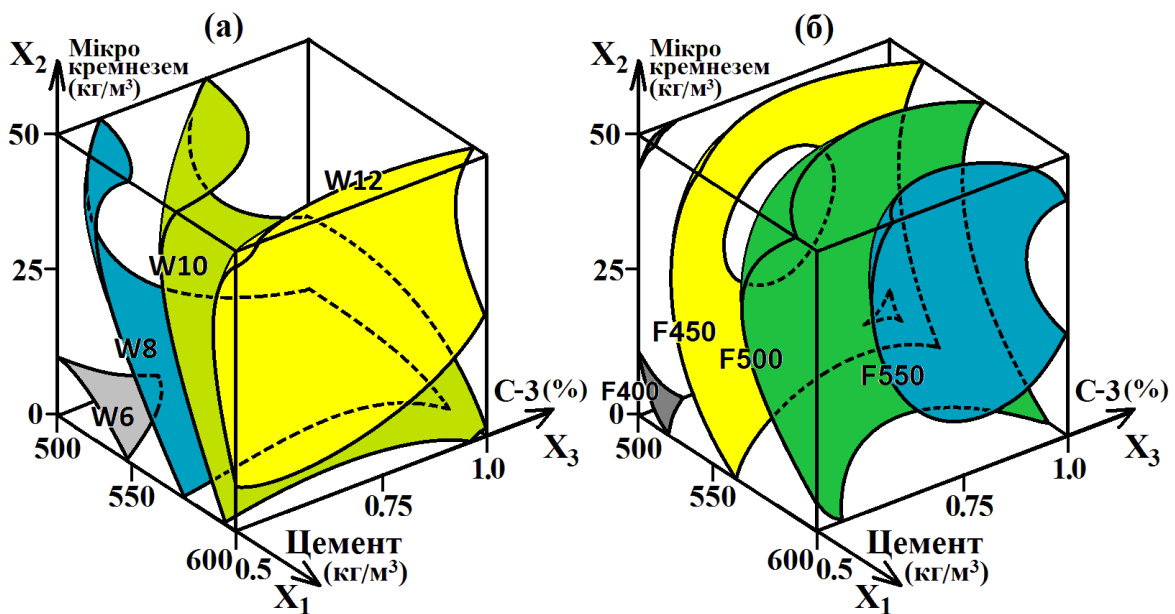 (а)
X2
Мікро
кремнезем
(кг/м³)
50
25
0
500
550
600
0.5
0.75
1.0
W12
W10
W8
W6
С-3 (%)
X3
Цемент
(кг/м³)
X1
(б)
X2
Мікро
кремнезем
(кг/м³)
50
25
0
500
550
600
0.5
0.75
1.0
F450
F500
F550
F400
С-3 (%)
X3
Цемент
(кг/м³)
X1